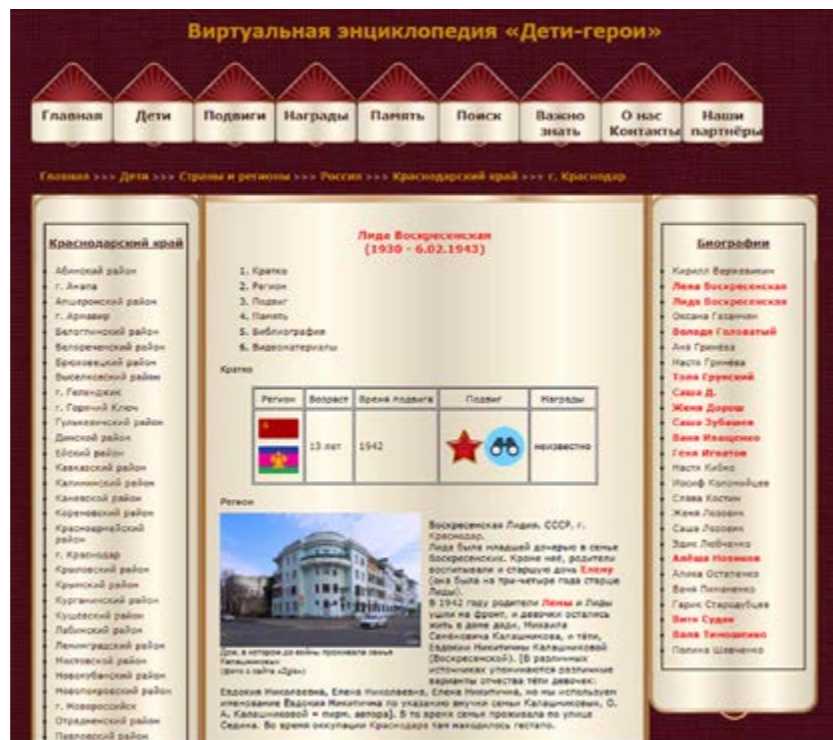 Виртуальная энциклопедия «Дети-герои»
Главная Дети Подвиги Награды Память Поиск Важно знать О нас Контакты Наши партнёры
Главная >>> Дети >>> Страны и регионы >>> Россия >>> Краснодарский край >>> г. Краснодар
Краснодарский край
Абинский район
г. Анапа
Апшеронский район
г. Армавир
Белоглинский район
Белореченский район
Брюховецкий район
Выселковский район
г. Геленджик
г. Горячий Ключ
Гулькевичский район
Динской район
Ейский район
Кавказский район
Калининский район
Каневской район
Кореновский район
Красноармейский
район
г. Краснодар
Крыловский район
Крымский район
Курганинский район
Кущёвский район
Лабинский район
Ленинградский район
Мостовской район
Новокубанский район
Новопокровский район
г. Новороссийск
Отрадненский район
Павловский район
Лида Воскресенская
(1930 - 6.02.1943)
1. Кратко
2. Регион
3. Подвиг
4. Память
5. Библиография
6. Видеоматериалы
Кратко
Регион Возраст Время подвига Подвиг Награды
13 лет 1942 неизвестно
Регион
Дом, в котором до войны проживала семья
Калашниковых
(фото с сайта
Воскресенская Лидия. СССР, г.
Краснодар.
Лида была младшей дочерью в семье
Воскресенских. Кроме неё, родители
воспитывали и старшую дочь Елену
(она была на три-четыре года старше
Лиды).
В 1942 году родители Лены и Лиды
ушли на фронт, и девочки остались
жить в доме дяди, Михаила
Семёновича Калашникова, и тёти,
Евдокии Никитичны Калашниковой
(Воскресенской). [В различных
источниках упоминаются различные
варианты отчества тёти девочек:
Евдокия Николаевна, Елена Николаевна, Елена Никитична, но мы используем
именование Евдокия Никитична по указанию внучки семьи Калашниковых, О.
А. Калашниковой = прим. автора]. В то время семья проживала по улице
Седина. Во время оккупации Краснодара там находилось гестапо.
Биографии
Кирилл
Лена Воскресенская
Лида Воскресенская
Оксана
Володя Головатый
Аня Гринёва
Настя Гринёва
Толя Грунский
Саша Д.
Женя Дорош
Саша Зубашев
Ваня Иващенко
Гена Игнатов
Настя Кибко
Иосиф Коломийцев
Слава Костин
Женя Лозовик
Саша Лозовик
Эдик Любченко
Алёша Новиков
Алика Остапенко
Ваня Пипаненко
Гарик Стародубцев
Витя Судин
Валя Тимошенко
Полина Шевченко